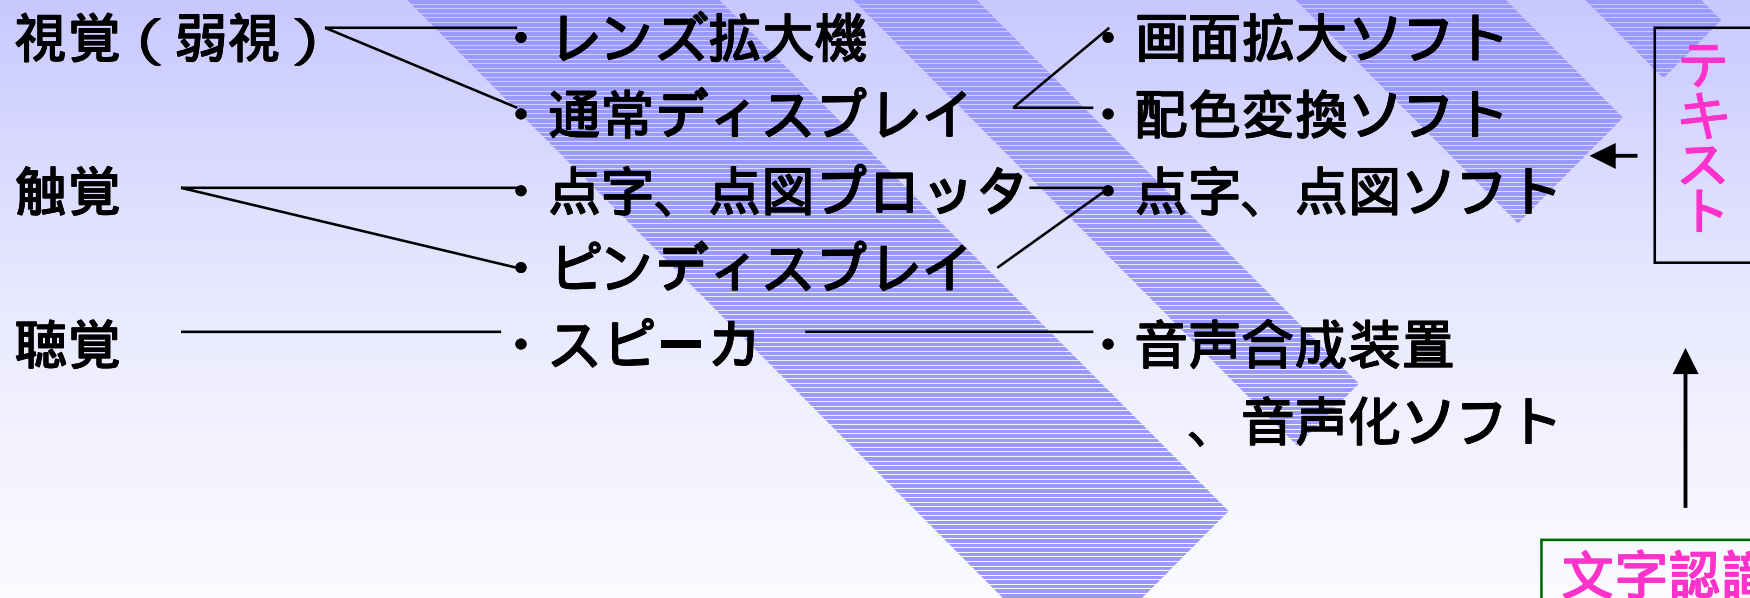 視覚（弱視） ・ レンズ拡大機 ・ 画面拡大ソフト
・ 通常ディスプレイ ・ 配色変換ソフト
触覚 ・ 点字、点図プロッタ ・ 点字、点図ソフト
・ ピンディスプレイ
聴覚 ・ スピーカ ・ 音声合成装置
、音声化ソフト
テキスト
文字認識